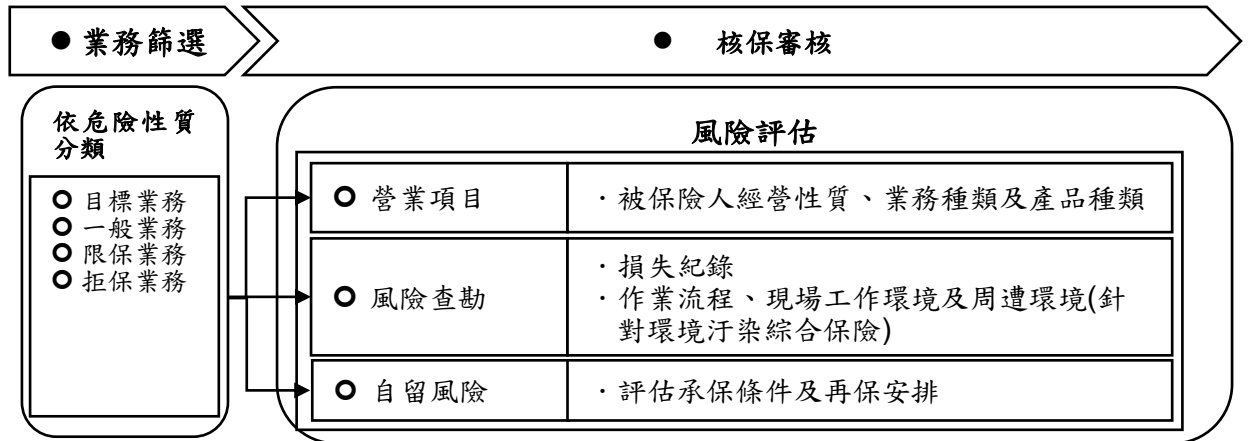 ● 業務篩選
● 核保審核
依危險性質
分類
目標業務
一般業務
限保業務
拒保業務
風險評估
營業項目
·被保險人經營性質、業務種類及產品種類
風險查勘
·損失紀錄
·作業流程、現場工作環境及周遭環境(針
對環境汙染綜合保險)
自留風險
·評估承保條件及再保安排